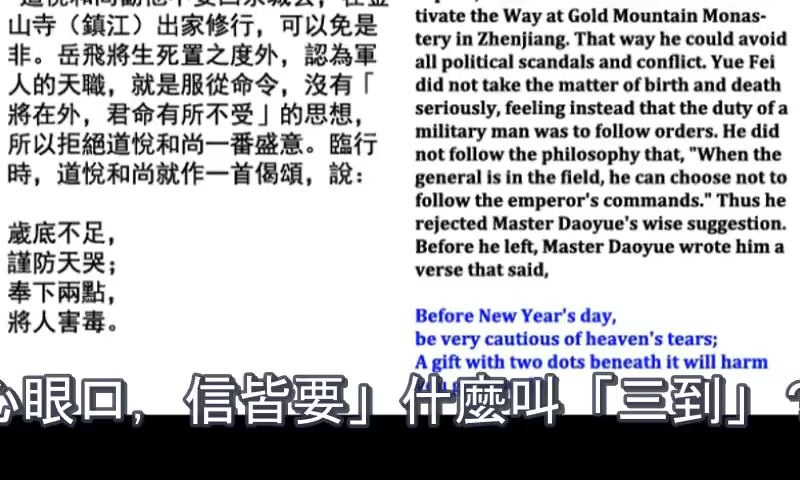 山寺（鎮江）出家修行，可以免是
非。岳飛將生死置之度外，認為軍
人的天職，就是服從命令，沒有「
將在外，君命有所不受」的思想，
所以拒絕道悅和尚一番盛意。臨行
時，道悅和尚就作一首偈頌，說：
歲底不足，
謹防天哭；
奉下兩點，
將人害毒。
tivate the Way at Gold Mountain Monas-
tery in Zhenjiang. That way he could avoid
all political scandals and conflict. Yue Fei
did not take the matter of birth and death
seriously, feeling instead that the duty of a
military man was to follow orders. He did
not follow the philosophy that, "When the
general is in the field, he can choose not to
follow the emperor's commands." Thus he
rejected Master Daoyue's wise suggestion.
Before he left, Master Daoyue wrote him a
verse that said,
Before New Year's day,
be very cautious of heaven's tears;
A gift with two dots beneath it will harm
心眼口，信皆要」什麼叫「三到」？